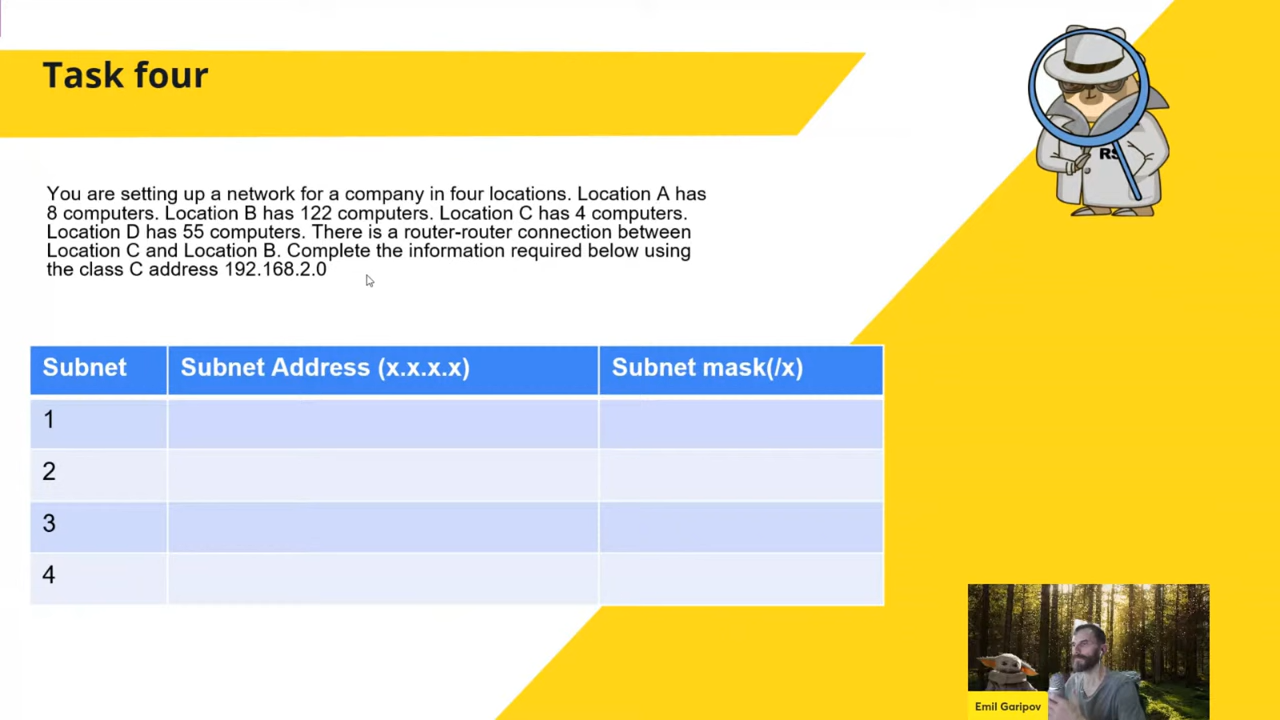 Task four
RS
You are setting up a network for a company in four locations. Location A has
8 computers. Location B has 122 computers. Location C has 4 computers.
Location D has 55 computers. There is a router-router connection between
Location C and Location B. Complete the information required below using
the class C address 192.168.2.0
Subnet Subnet Address (x.x.x.x) Subnet mask(/x)
1
2
3
4
Emil Garipov